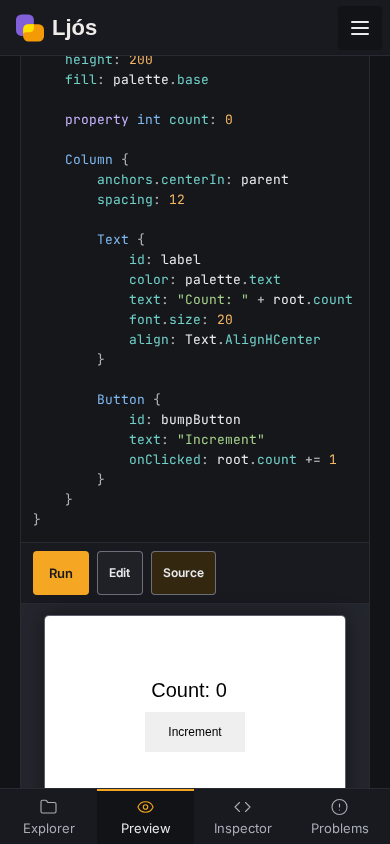 Ljós
height: 200
fill: palette.base
property int count: 0
Column {
anchors.centerIn: parent
spacing: 12
Text {
id: label
color: palette.text
text: "Count: " + root.count
font.size: 20
align: Text.AlignHCenter
}
Button {
id: bumpButton
text: "Increment"
onClicked: root.count += 1
}
}
}
Run Edit Source
Count: 0
Increment
Explorer Preview Inspector Problems